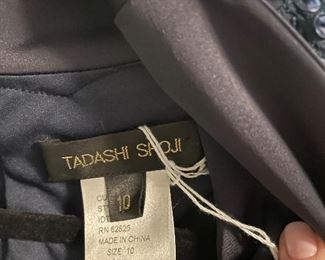 TADASHI SHOJI
10
RN 62825
MADE IN CHINA
SIZE: 10